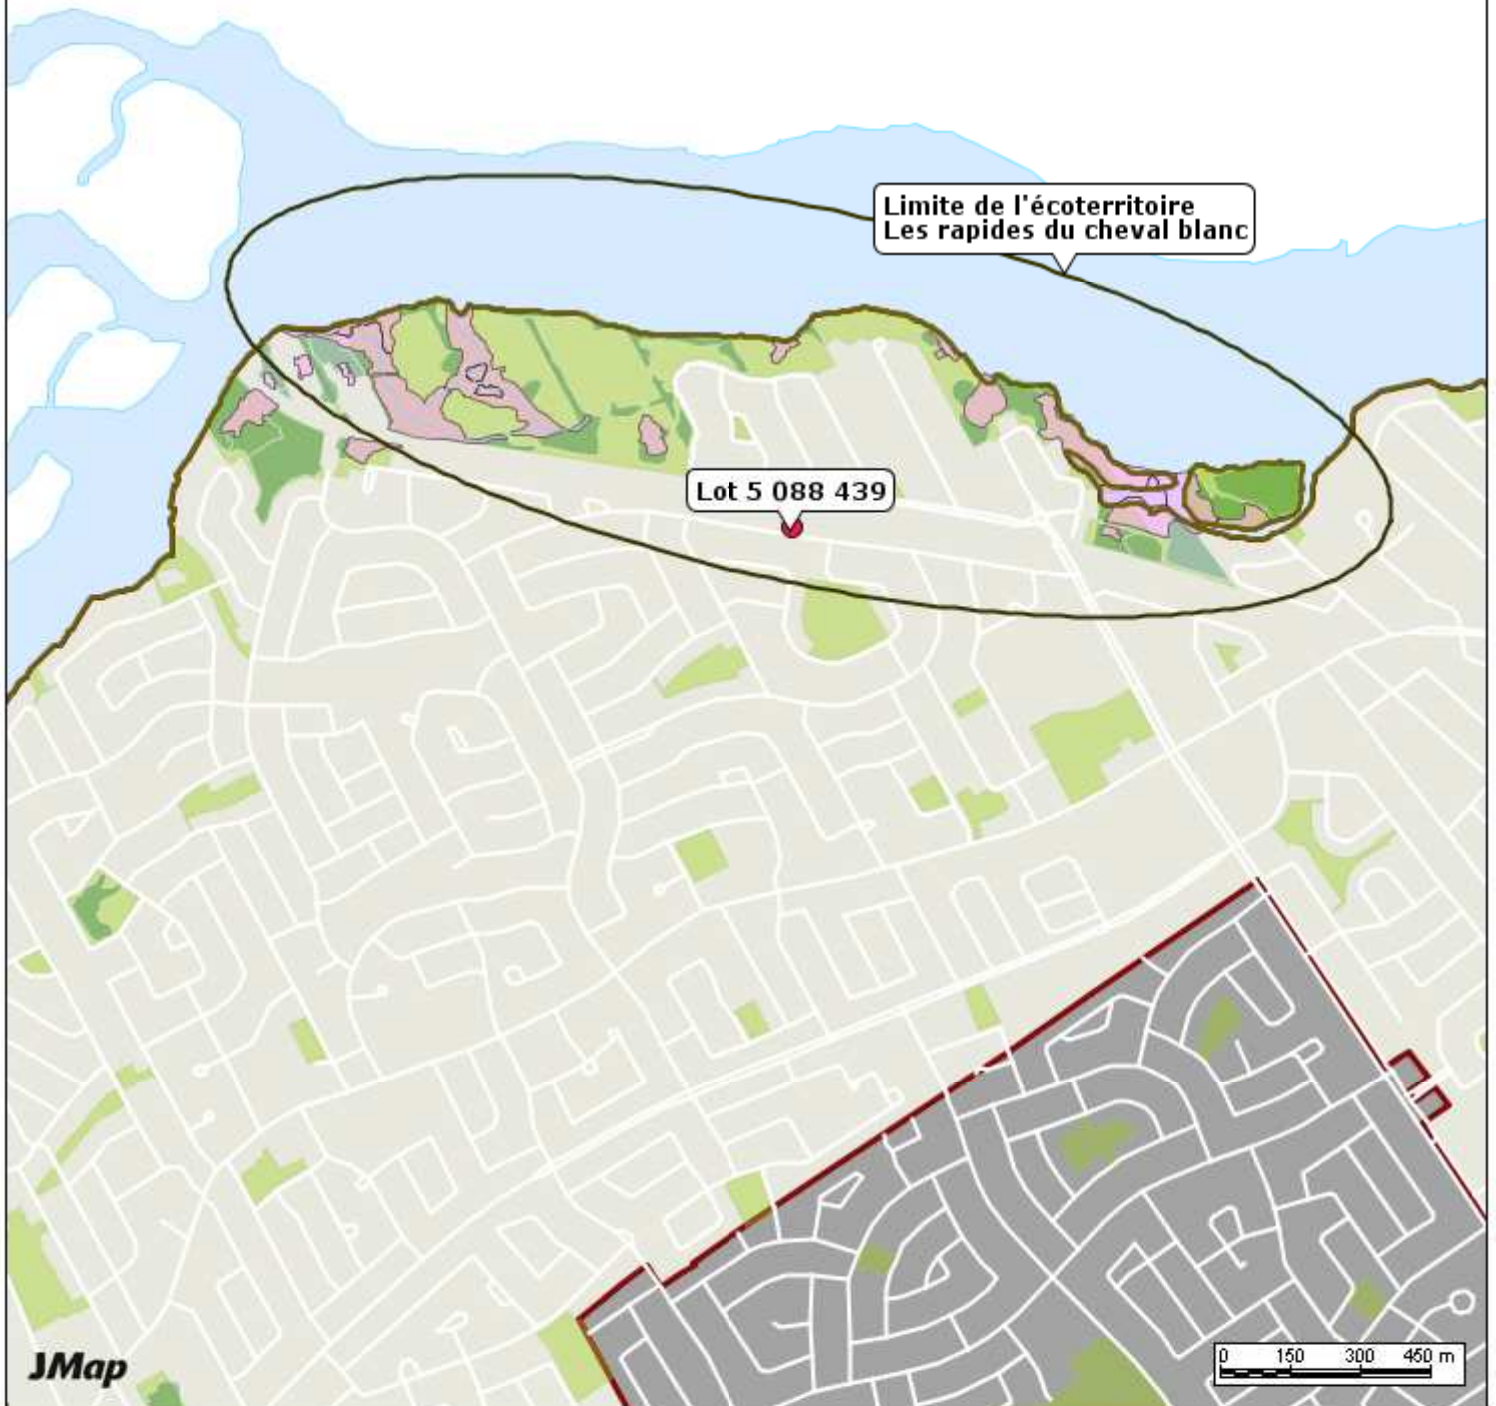 Limite de l'écoterritoire
Les rapides du cheval blanc
Lot 5 088 439
JMap
0 150 300 450 m